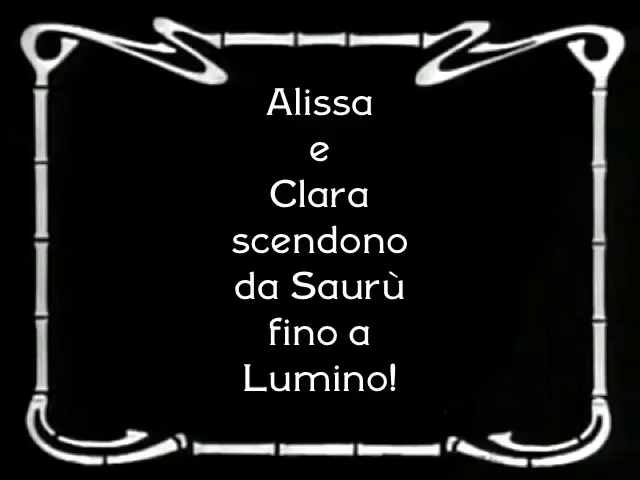 Alissa
e
Clara
scendono
da Saurù
fino a
Lumino!